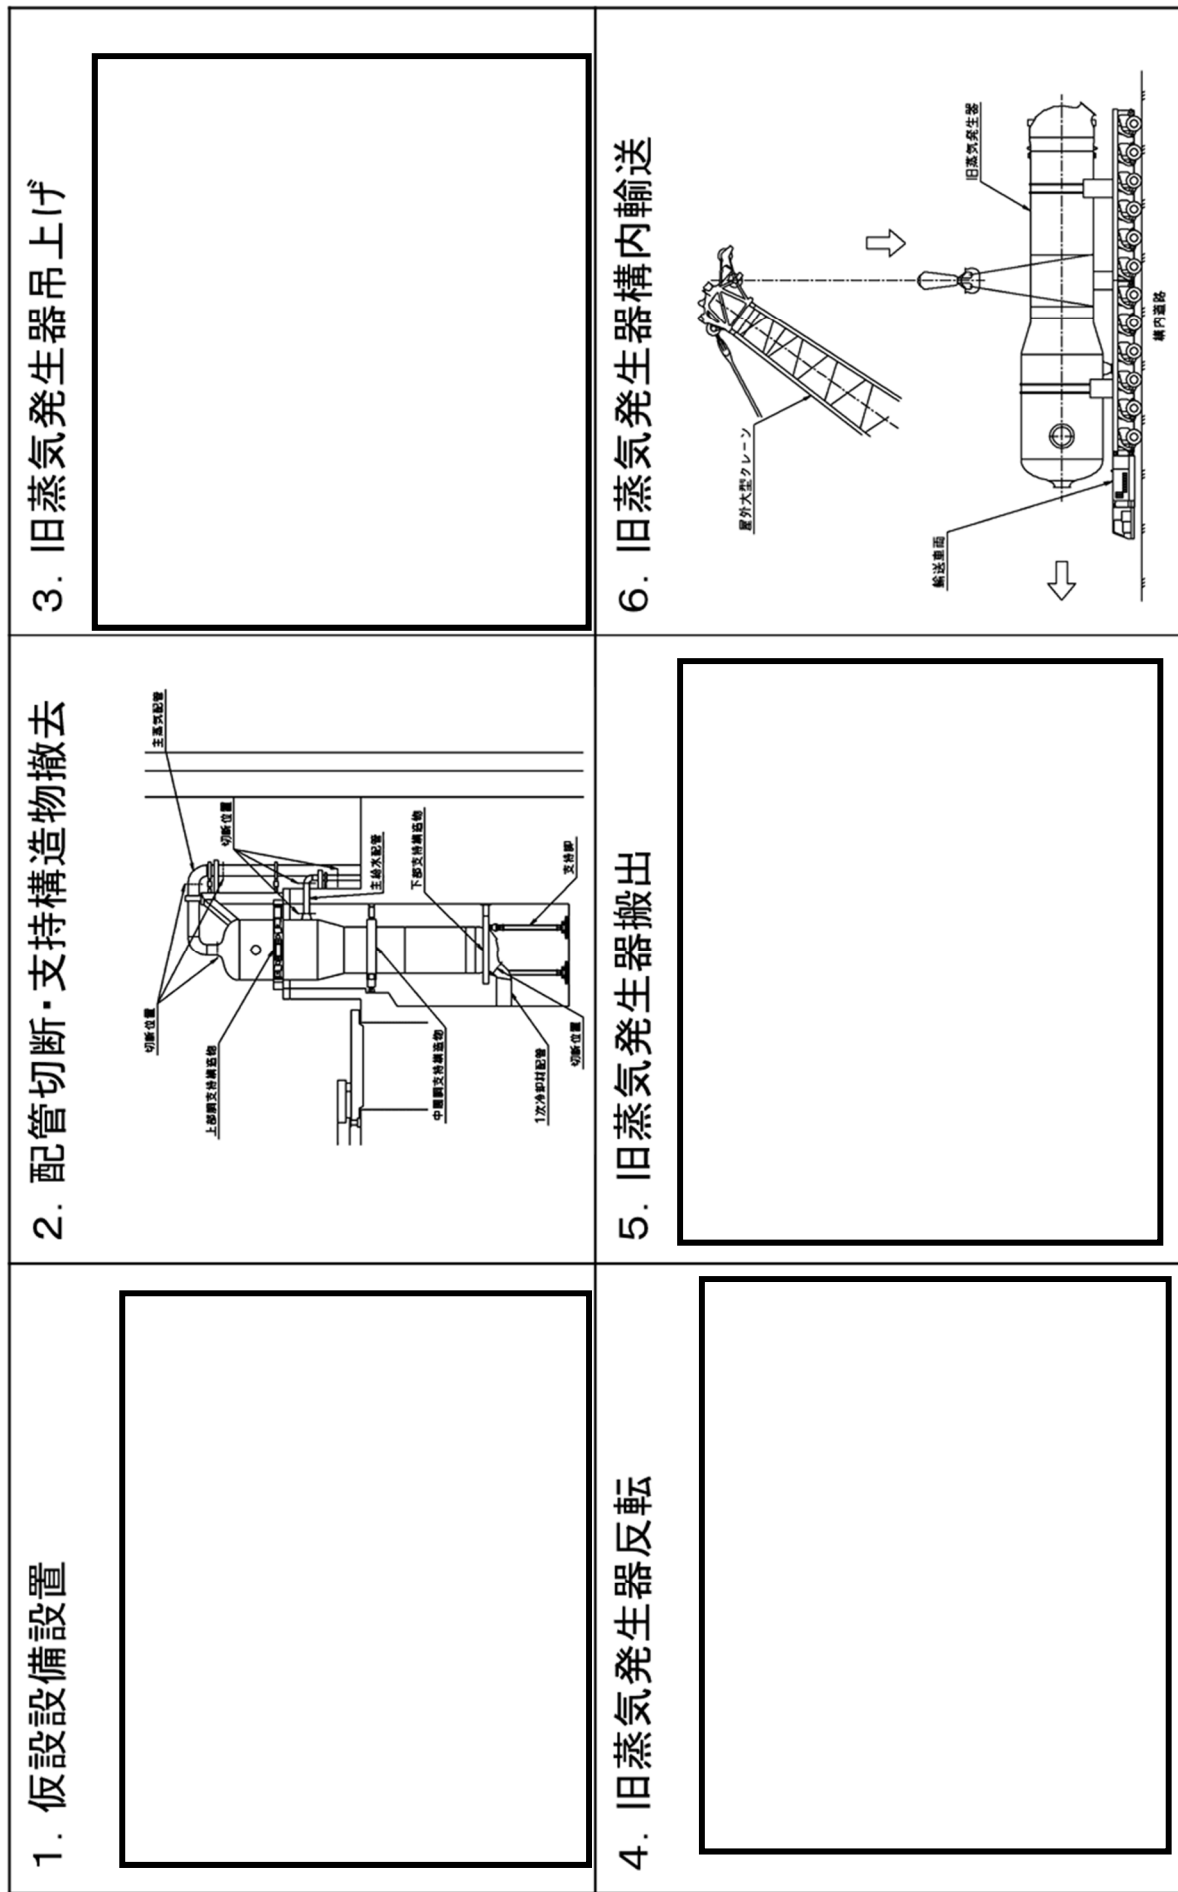 1. 仮設設備設置
2. 配管切断・支持構造物撤去
主蒸気配管
切断位置
切断位置
主給水配管
上部胴支持構造物
下部支持構造物
中間胴支持構造物
支持脚
1次冷却材配管
切断位置
3. 旧蒸気発生器吊上げ
4. 旧蒸気発生器反転
5. 旧蒸気発生器搬出
6. 旧蒸気発生器構内輸送
屋外大型クレーン
旧蒸気発生器
輸送車両
構内道路